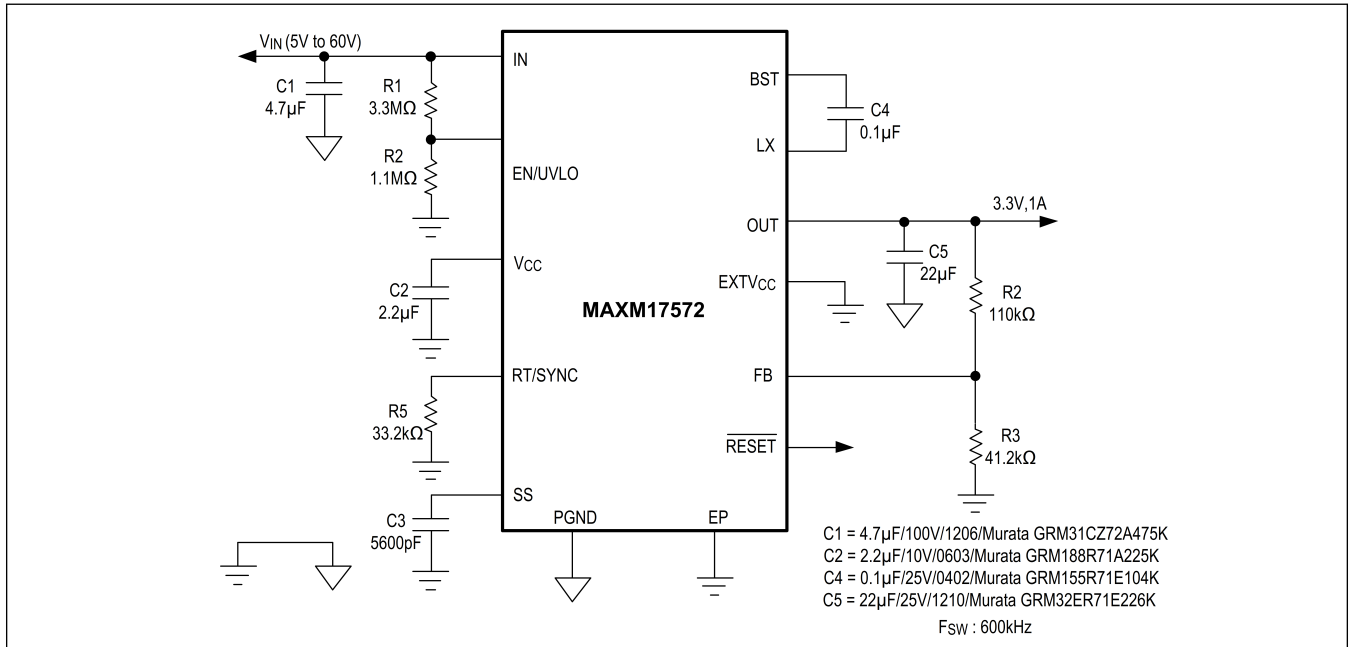 VIN (5V to 60V)
C1
4.7µF
R1
3.3MΩ
R2
1.1MΩ
C2
2.2µF
R5
33.2kΩ
C3
5600pF
IN
EN/UVLO
VCC
RT/SYNC
SS
PGND
EP
MAXM17572
BST
LX
OUT
EXTVCC
FB
RESET
C4
0.1µF
3.3V,1A
C5
22µF
R2
110kΩ
R3
41.2kΩ
C1 = 4.7µF/100V/1206/Murata GRM31CZ72A475K
C2 = 2.2µF/10V/0603/Murata GRM188R71A225K
C4 = 0.1µF/25V/0402/Murata GRM155R71E104K
C5 = 22µF/25V/1210/Murata GRM32ER71E226K
FSW : 600kHz